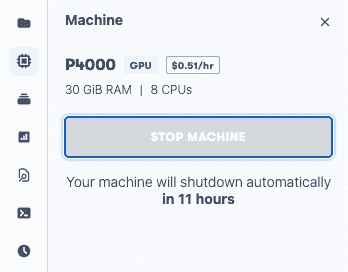 Machine
P4000 GPU $0.51/hr
30 GiB RAM | 8 CPUs
STOP MACHINE
Your machine will shutdown automatically
in 11 hours